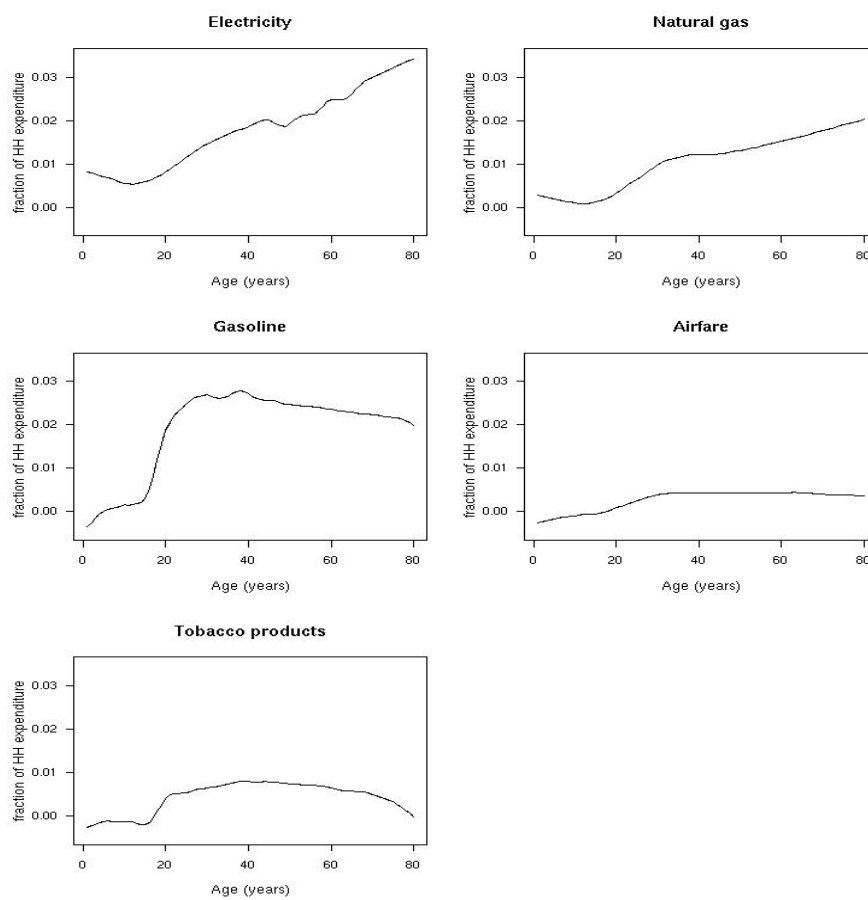 Electricity
fraction of HH expenditure
0.03
0.02
0.01
0.00
0 20 40 60 80
Age (years)
Natural gas
fraction of HH expenditure
0.03
0.02
0.01
0.00
0 20 40 60 80
Age (years)
Gasoline
fraction of HH expenditure
0.03
0.02
0.01
0.00
0 20 40 60 80
Age (years)
Airfare
fraction of HH expenditure
0.03
0.02
0.01
0.00
0 20 40 60 80
Age (years)
Tobacco products
fraction of HH expenditure
0.03
0.02
0.01
0.00
0 20 40 60 80
Age (years)